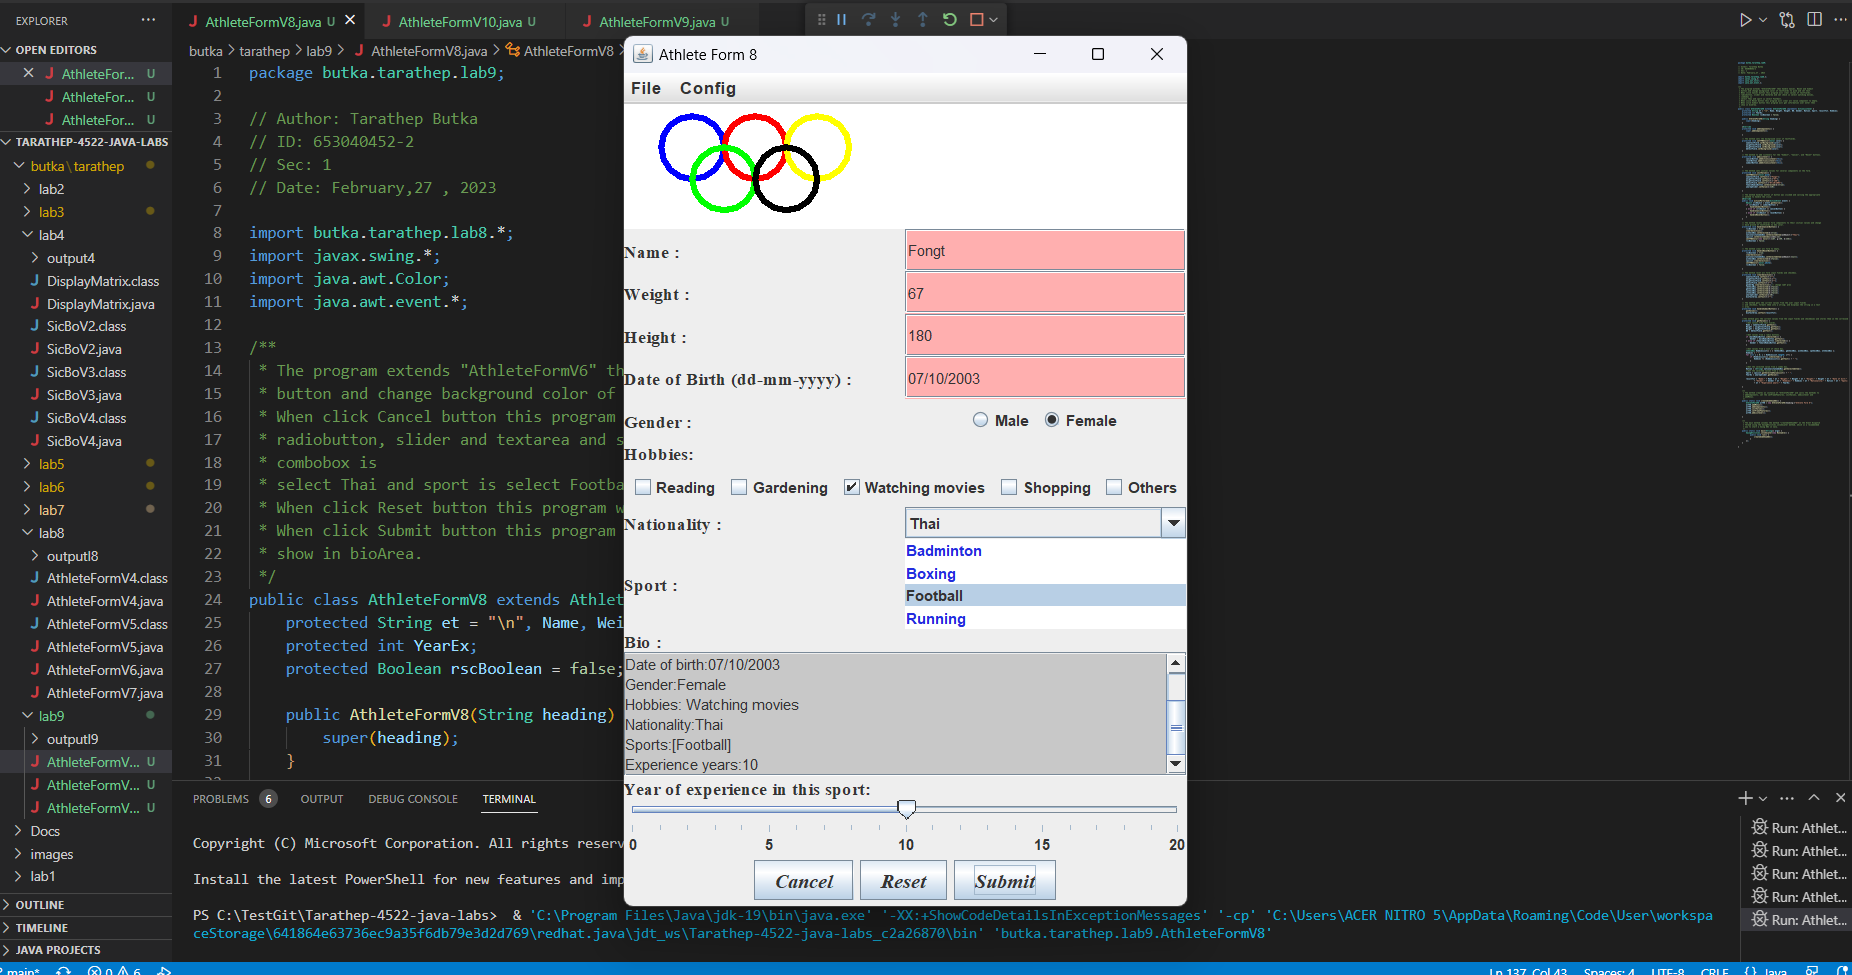 EXPLORER
OPEN EDITORS
AthleteFor... U
AthleteFor... U
AthleteFor... U
TARATHEP-4522-JAVA-LABS
butka\tarathep
lab2
lab3
lab4
output4
DisplayMatrix.class
DisplayMatrix.java
SicBoV2.class
SicBoV2.java
SicBoV3.class
SicBoV3.java
SicBoV4.class
SicBoV4.java
lab5
lab6
lab7
lab8
outputl8
AthleteFormV4.class
AthleteFormV4.java
AthleteFormV5.class
AthleteFormV5.java
AthleteFormV6.java
AthleteFormV7.java
lab9
outputl9
AthleteFormV... U
AthleteFormV... U
AthleteFormV... U
Docs
images
lab1
OUTLINE
TIMELINE
JAVA PROJECTS
AthleteFormV8.java U
AthleteFormV10.java U
AthleteFormV9.java U
butka > tarathep > lab9 > AthleteFormV8.java > AthleteFormV8
1 package butka.tarathep.lab9;
2
3 // Author: Tarathep Butka
4 // ID: 653040452-2
5 // Sec: 1
6 // Date: February,27 , 2023
7
8 import butka.tarathep.lab8.*;
9 import javax.swing.*;
10 import java.awt.Color;
11 import java.awt.event.*;
12
13 /**
14 * The program extends "AthleteFormV6" th
15 button and change background color of
16 * When click Cancel button this program
17 * radiobutton, slider and textarea and s
18 * combobox is
19 * select Thai and sport is select Footba
20 * When click Reset button this program w
21 * When click Submit button this program
22 * show in bioArea.
23 */
24 public class AthleteFormV8 extends Athlet
25 protected String et = "\n", Name, Wei
26 protected int YearEx;
27 protected Boolean rscBoolean = false;
28
29 public AthleteFormV8(String heading)
30 super(heading);
31 }
Athlete Form 8
File Config
Name : Fongt
Weight : 67
Height : 180
Date of Birth (dd-mm-yyyy) : 07/10/2003
Gender : Male Female
Hobbies:
Reading Gardening Watching movies Shopping Others
Nationality : Thai
Sport :
Badminton
Boxing
Football
Running
Bio :
Date of birth:07/10/2003
Gender:Female
Hobbies: Watching movies
Nationality:Thai
Sports:[Football]
Experience years:10
Year of experience in this sport:
0 5 10 15 20
Cancel Reset Submit
PROBLEMS 6 OUTPUT DEBUG CONSOLE TERMINAL
Copyright (C) Microsoft Corporation. All rights reserv
Install the latest PowerShell for new features and imp
PS C:\TestGit\Tarathep-4522-java-labs> & 'C:\Program Files\Java\jdk-19\bin\java.exe' '-XX:+ShowCodeDetailsInExceptionMessages' '-cp' 'C:\Users\ACER NITRO 5\AppData\Roaming\Code\User\workspa
ceStorage\641864e63736ec9a35f6db79e3d2d769\redhat.java\jdt_ws\Tarathep-4522-java-labs_c2a26870\bin' 'butka.tarathep.lab9.AthleteFormV8'
Run: Athlet...
Run: Athlet...
Run: Athlet...
Run: Athlet...
Run: Athlet...
main* 0 6 Ln 137, Col 43 Spaces: 4 UTF-8 CRLF {} Java